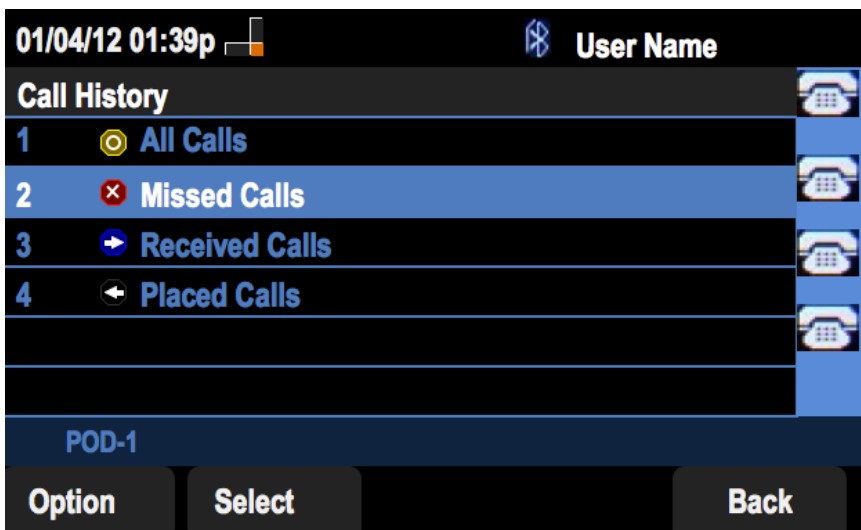 01/04/12 01:39p User Name
Call History
1 All Calls
2 Missed Calls
3 Received Calls
4 Placed Calls
POD-1
Option Select Back